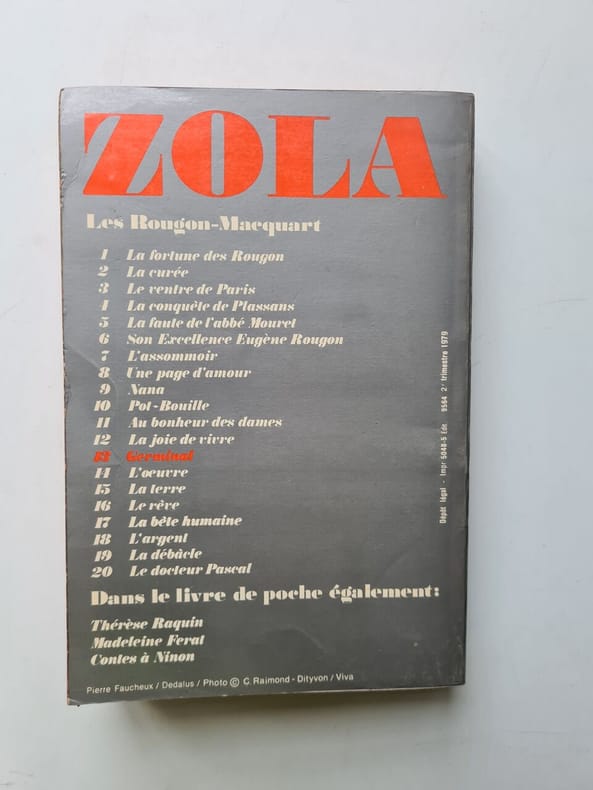 ZOLA
Les Rougon-Macquart
1 La fortune des Rougon
2 La curée
3 Le ventre de Paris
4 La conquête de Plassans
5 La faute de l'abbé Mouret
6 Son Excellence Eugène Rougon
7 L'assommoir
8 Une page d'amour
9 Nana
10 Pot-Bouille
11 Au bonheur des dames
12 La joie de vivre
13 Germinal
14 L'oeuvre
15 La terre
16 Le rêve
17 La bête humaine
18 L'argent
19 La débâcle
20 Le docteur Pascal
Dans le livre de poche également:
Thérèse Raquin
Madeleine Ferat
Contes à Ninon
Pierre Faucheux / Dedalus / Photo © C. Raimond - Dityvon / Viva
Dépôt légal - Impr 5048-5 Edit 9564 2e trimestre 1979